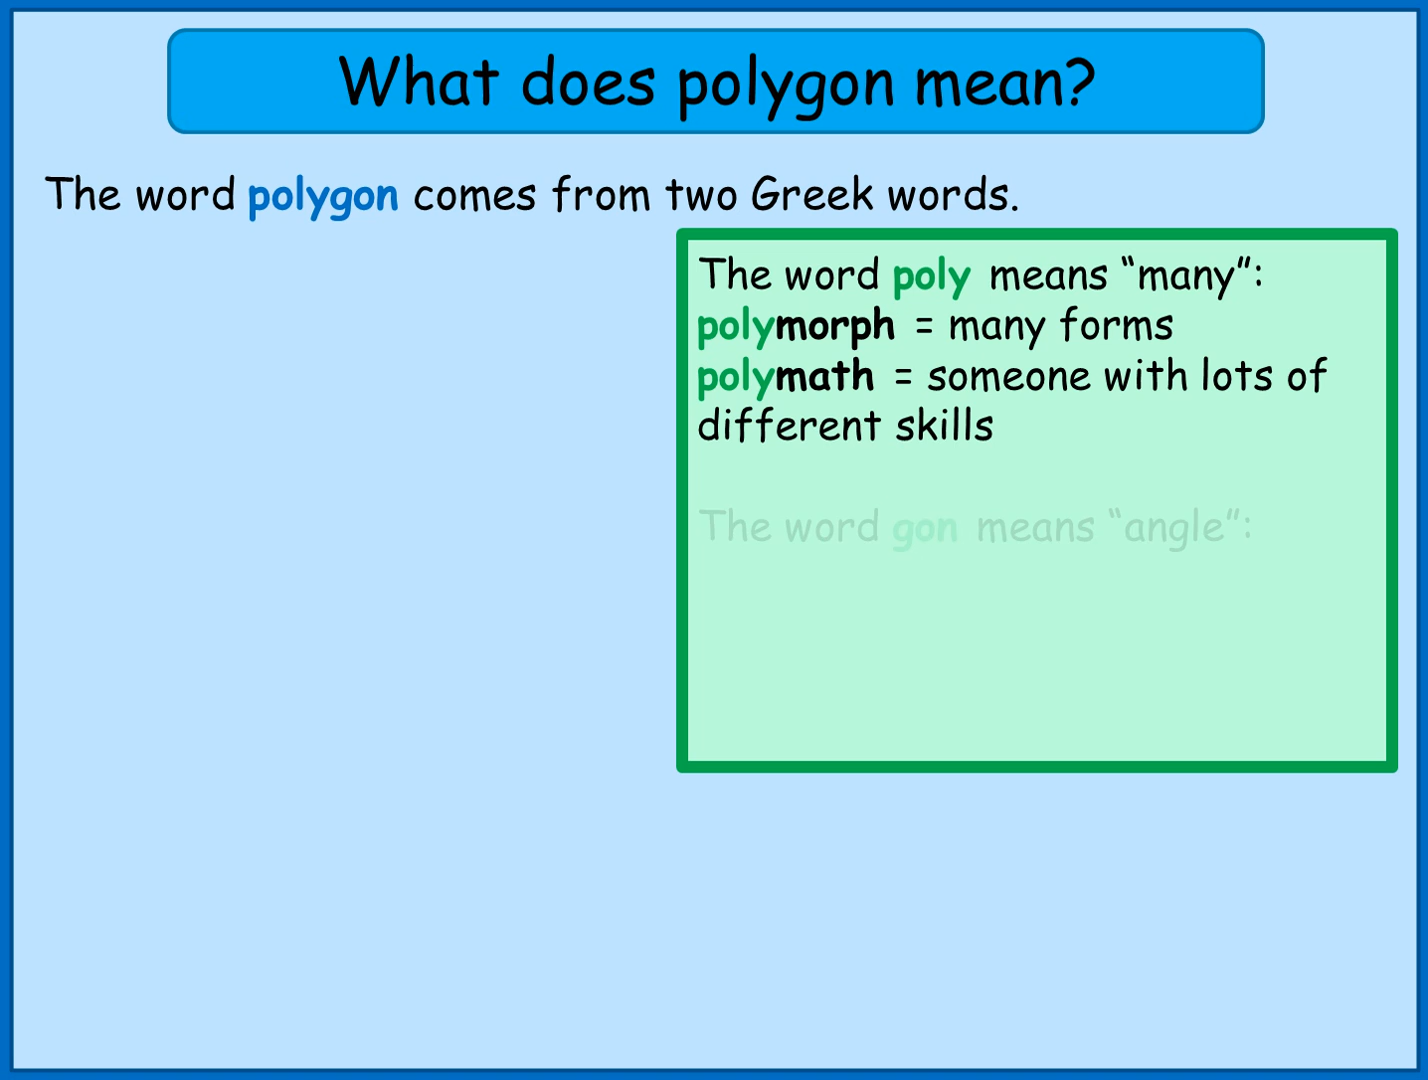 What does polygon mean?
The word polygon comes from two Greek words.
The word poly means “many”:
polymorph = many forms
polymath = someone with lots of
different skills
The word gon means “angle”: